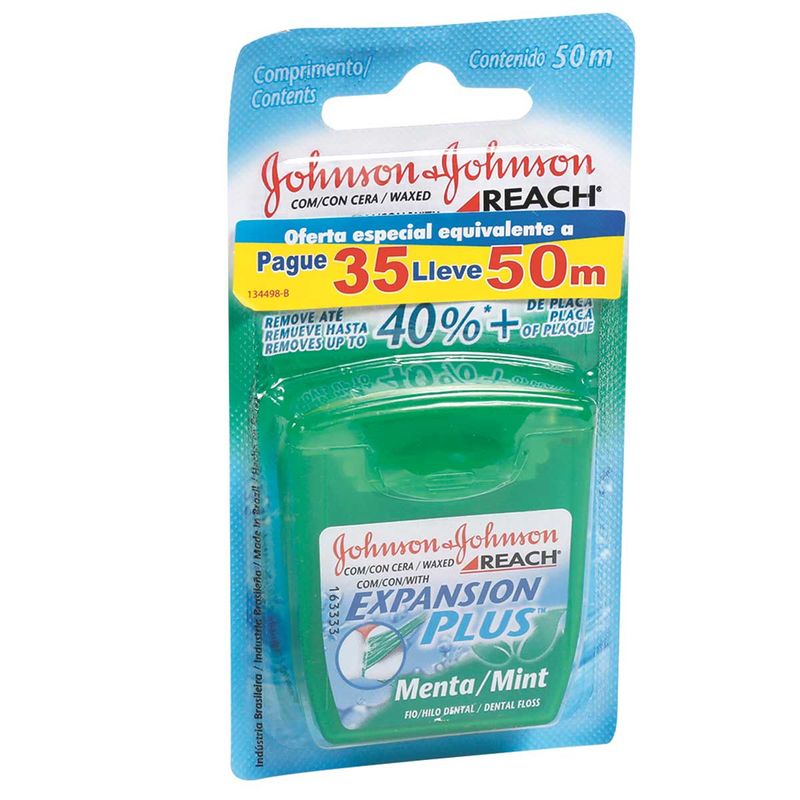 Comprimento/
Contents
Contenido 50 m
Johnson & Johnson
COM/CON CERA / WAXED
REACH®
Oferta especial equivalente a
Pague 35 Lleve 50m
134498-B
REMOVE ATÉ
REMUEVE HASTA
REMOVES UP TO
40%*+
DE PLACA
PLACA
OF PLAQUE
Johnson & Johnson
COM/CON CERA / WAXED
REACH®
COM/CON/WITH
EXPANSION
PLUS™
163333
Menta/Mint
FIO/HILO DENTAL / DENTAL FLOSS
Indústria Brasileira / Industria Brasileña / Made in Brazil